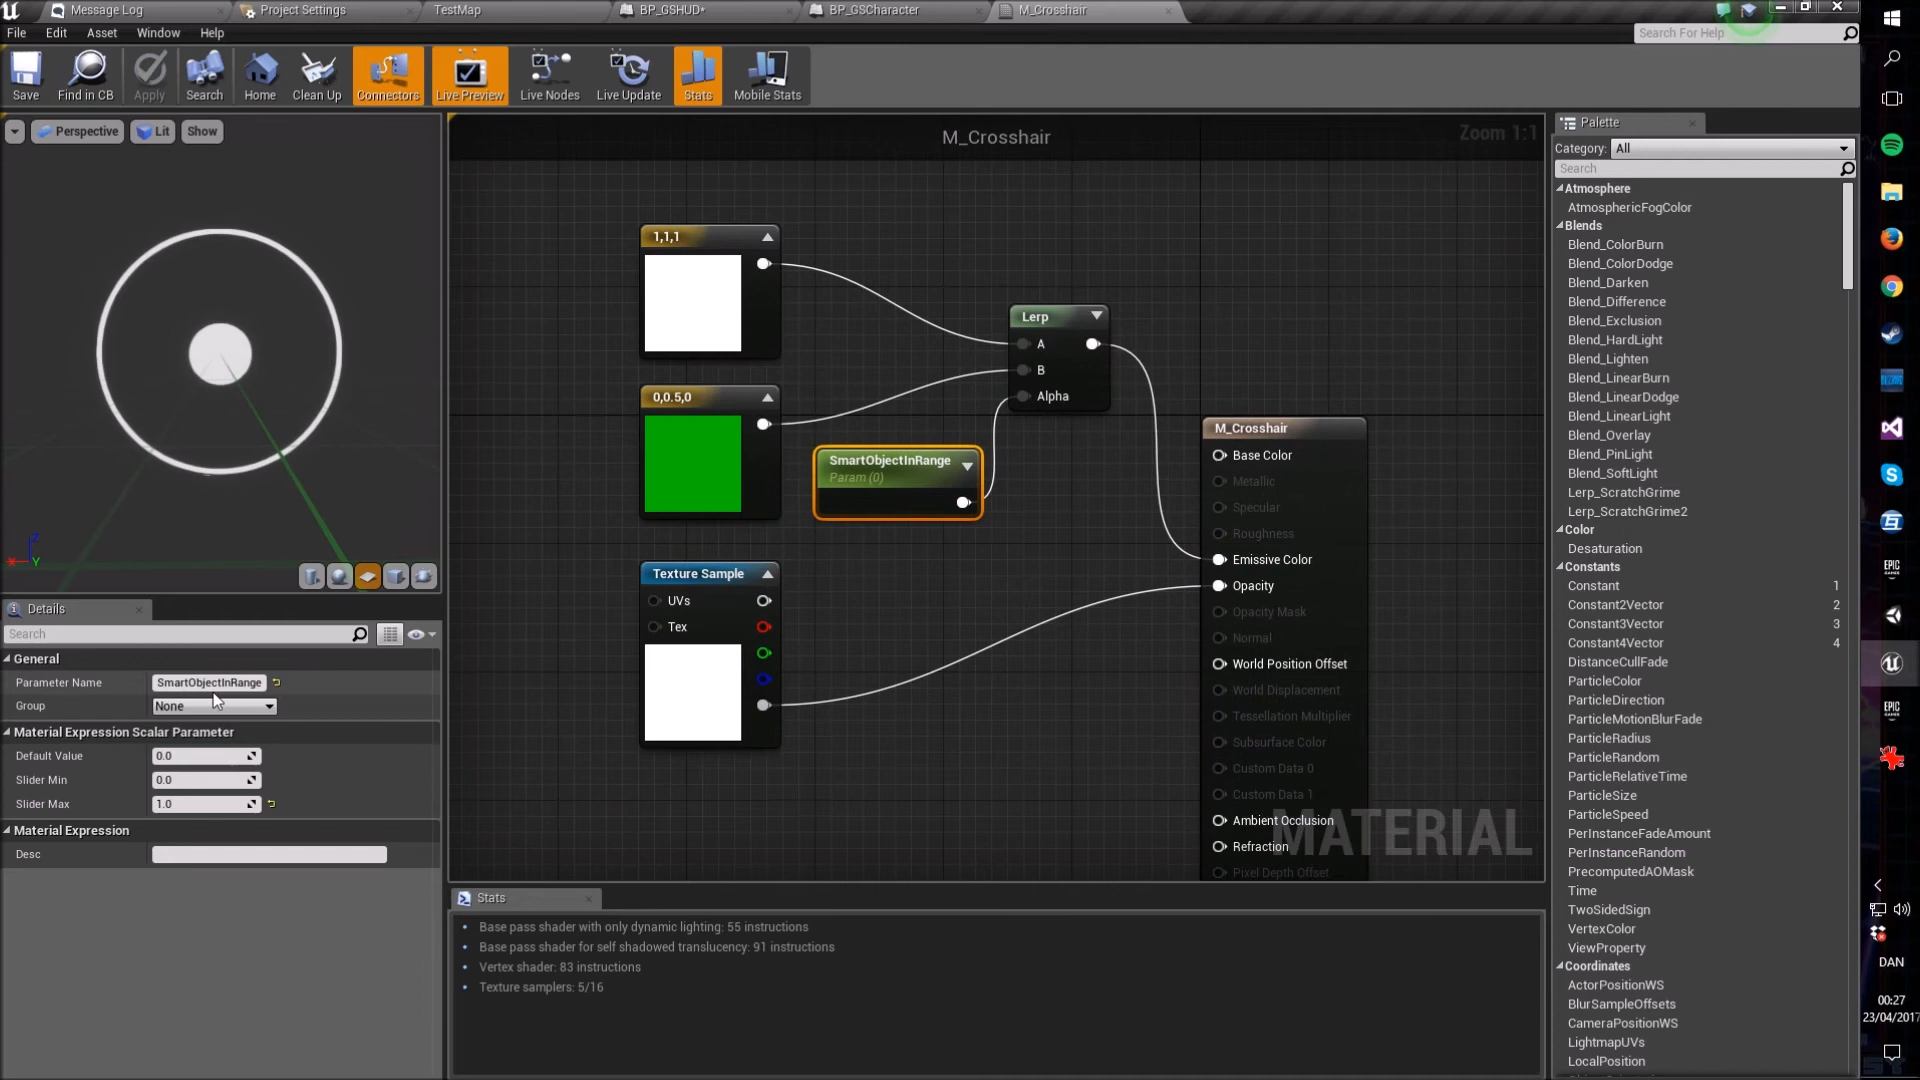 Message Log
Project Settings
TestMap
BP_GSHUD*
BP_GSCharacter
M_Crosshair
File Edit Asset Window Help
Search For Help
Save
Find in CB
Apply
Search
Home
Clean Up
Connectors
Live Preview
Live Nodes
Live Update
Stats
Mobile Stats
Perspective
Lit
Show
M_Crosshair
Zoom 1:1
1,1,1
Lerp
A
B
Alpha
0,0.5,0
SmartObjectInRange
Param (0)
Texture Sample
UVs
Tex
M_Crosshair
Base Color
Metallic
Specular
Roughness
Emissive Color
Opacity
Opacity Mask
Normal
World Position Offset
World Displacement
Tessellation Multiplier
Subsurface Color
Custom Data 0
Custom Data 1
Ambient Occlusion
Refraction
Pixel Depth Offset
MATERIAL
X
Y
Z
Details
Search
General
Parameter Name SmartObjectInRange
Group None
Material Expression Scalar Parameter
Default Value 0.0
Slider Min 0.0
Slider Max 1.0
Material Expression
Desc
Stats
Base pass shader with only dynamic lighting: 55 instructions
Base pass shader for self shadowed translucency: 91 instructions
Vertex shader: 83 instructions
Texture samplers: 5/16
Palette
Category: All
Search
Atmosphere
AtmosphericFogColor
Blends
Blend_ColorBurn
Blend_ColorDodge
Blend_Darken
Blend_Difference
Blend_Exclusion
Blend_HardLight
Blend_Lighten
Blend_LinearBurn
Blend_LinearDodge
Blend_LinearLight
Blend_Overlay
Blend_PinLight
Blend_Screen
Blend_SoftLight
Lerp_ScratchGrime
Lerp_ScratchGrime2
Color
Desaturation
Constants
Constant 1
Constant2Vector 2
Constant3Vector 3
Constant4Vector 4
DistanceCullFade
ParticleColor
ParticleDirection
ParticleMotionBlurFade
ParticleRadius
ParticleRandom
ParticleRelativeTime
ParticleSize
ParticleSpeed
PerInstanceFadeAmount
PerInstanceRandom
PrecomputedAOMask
Time
TwoSidedSign
VertexColor
ViewProperty
Coordinates
ActorPositionWS
BlurSampleOffsets
CameraPositionWS
LightmapUVs
LocalPosition
EPIC
EPIC
DAN
00:27
23/04/2017